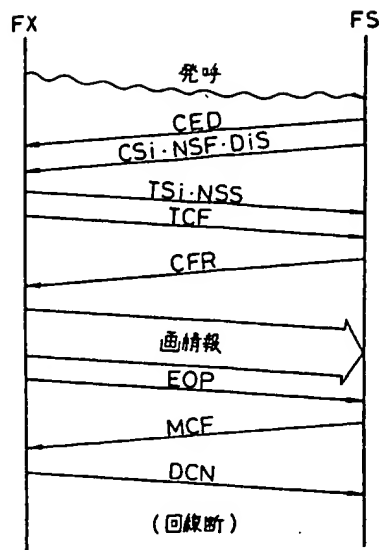 FX
FS
発呼
CED
CSi・NSF・DiS
TSi・NSS
TCF
CFR
画情報
EOP
MCF
DCN
(回線断)